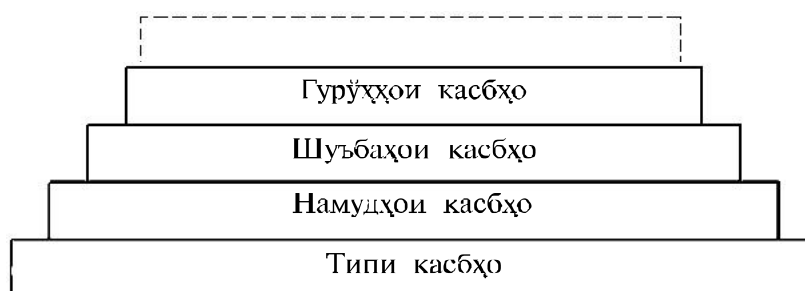 Гурӯҳҳои касбҳо
Шуъбаҳои касбҳо
Намудҳои касбҳо
Типи касбҳо